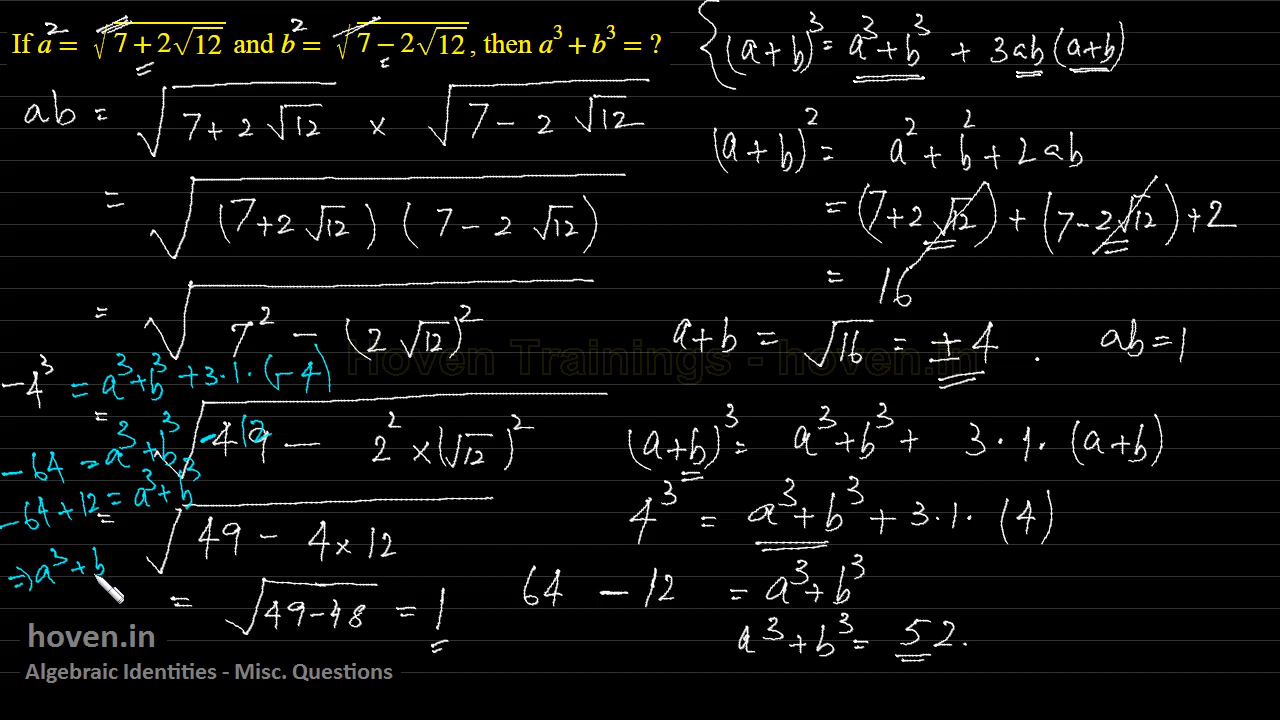 If a² = √(7 + 2√12) and b² = √(7 − 2√12), then a³ + b³ = ?
ab = √(7 + 2√12) × √(7 − 2√12)
= √((7 + 2√12)(7 − 2√12))
= √(7² − (2√12)²)
= √(49 − 2² × (√12)²)
= √(49 − 4 × 12)
= √(49 − 48) = 1
−4³ = a³ + b³ + 3·1·(−4)
−64 = a³ + b³ − 12
−64 + 12 = a³ + b³
⇒ a³ + b
{(a + b)³ = a³ + b³ + 3ab(a + b)
(a + b)² = a² + b² + 2ab
= (7 + 2√12) + (7 − 2√12) + 2
= 16
a + b = √16 = ±4. ab = 1
(a + b)³ = a³ + b³ + 3·1·(a + b)
4³ = a³ + b³ + 3·1·(4)
64 − 12 = a³ + b³
a³ + b³ = 52.
Hoven Trainings - hoven.in
hoven.in
Algebraic Identities - Misc. Questions